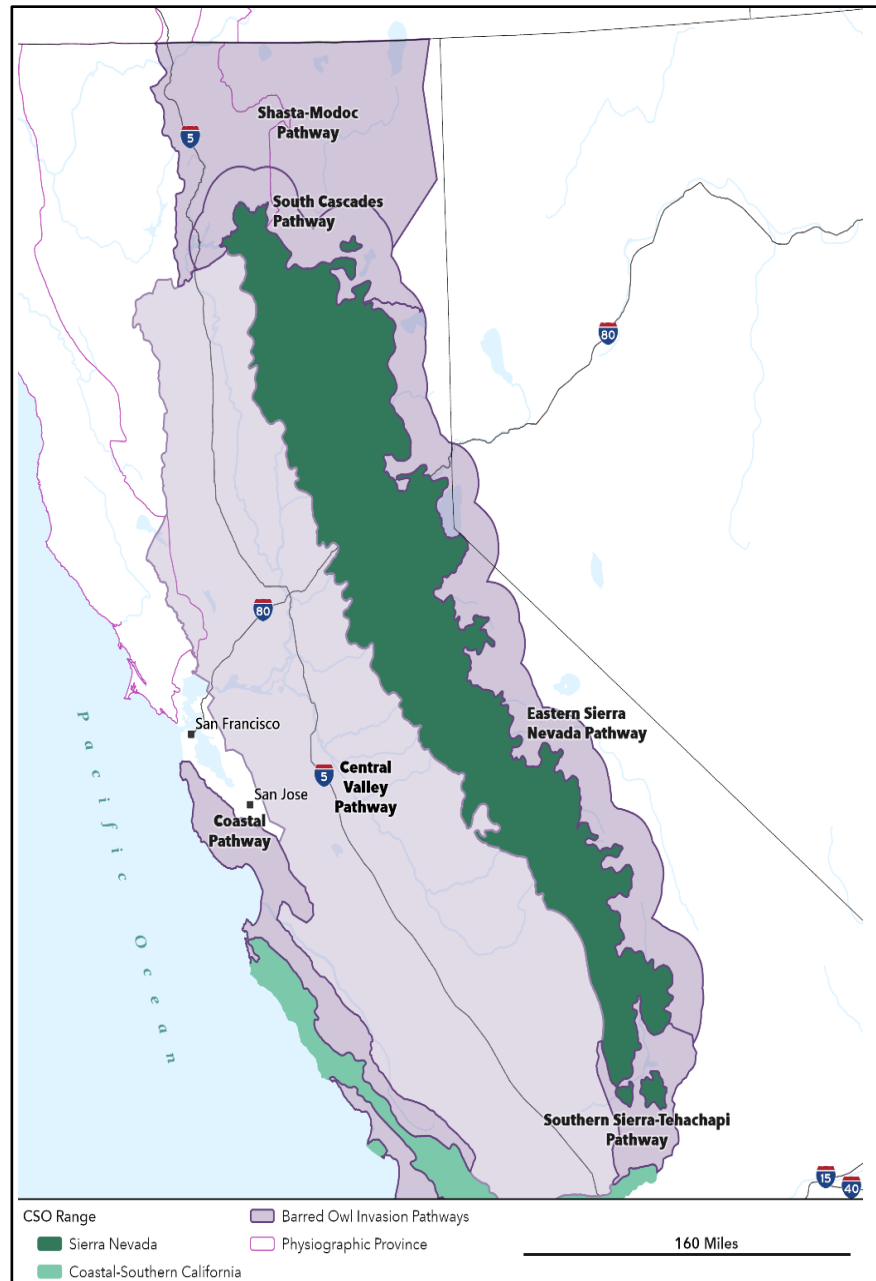 Shasta-Modoc
Pathway
5
South Cascades
Pathway
80
80
San Francisco
Eastern Sierra
Nevada Pathway
Central
Valley
Pathway
5
San Jose
Coastal
Pathway
Pacific Ocean
Southern Sierra-Tehachapi
Pathway
15
40
CSO Range
Sierra Nevada
Coastal-Southern California
Barred Owl Invasion Pathways
Physiographic Province
160 Miles